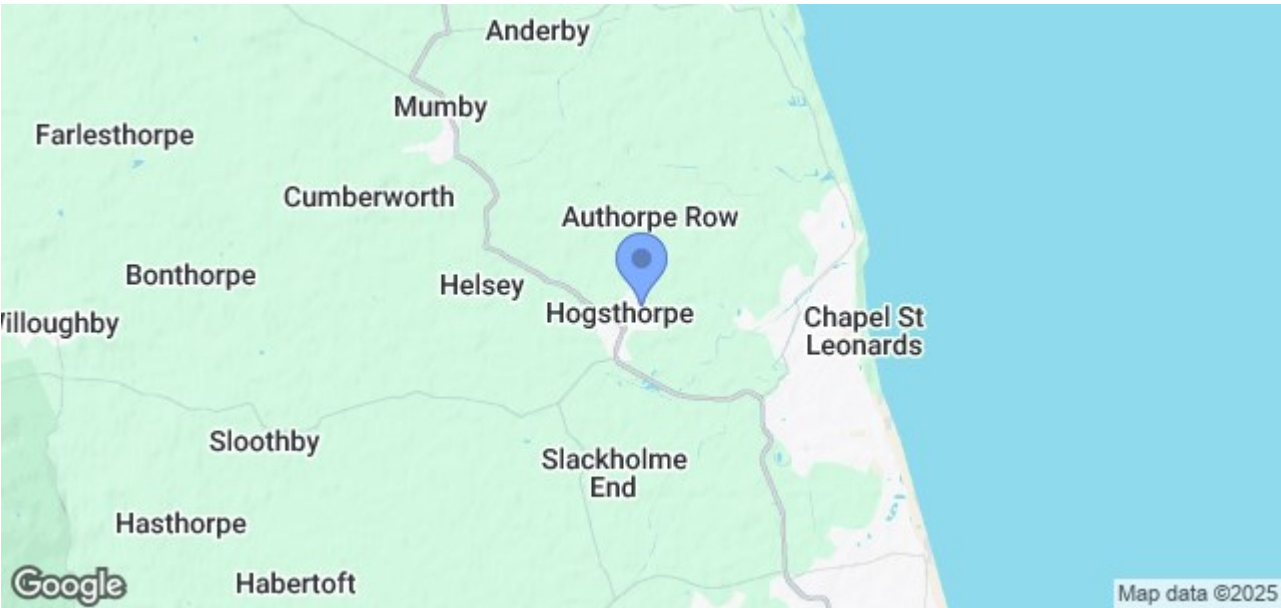 Anderby
Mumby
Farlesthorpe
Cumberworth
Authorpe Row
Bonthorpe
Helsey
Hogsthorpe
Chapel St
Leonards
illoughby
Sloothby
Slackholme
End
Hasthorpe
Habertoft
Google
Map data ©2025